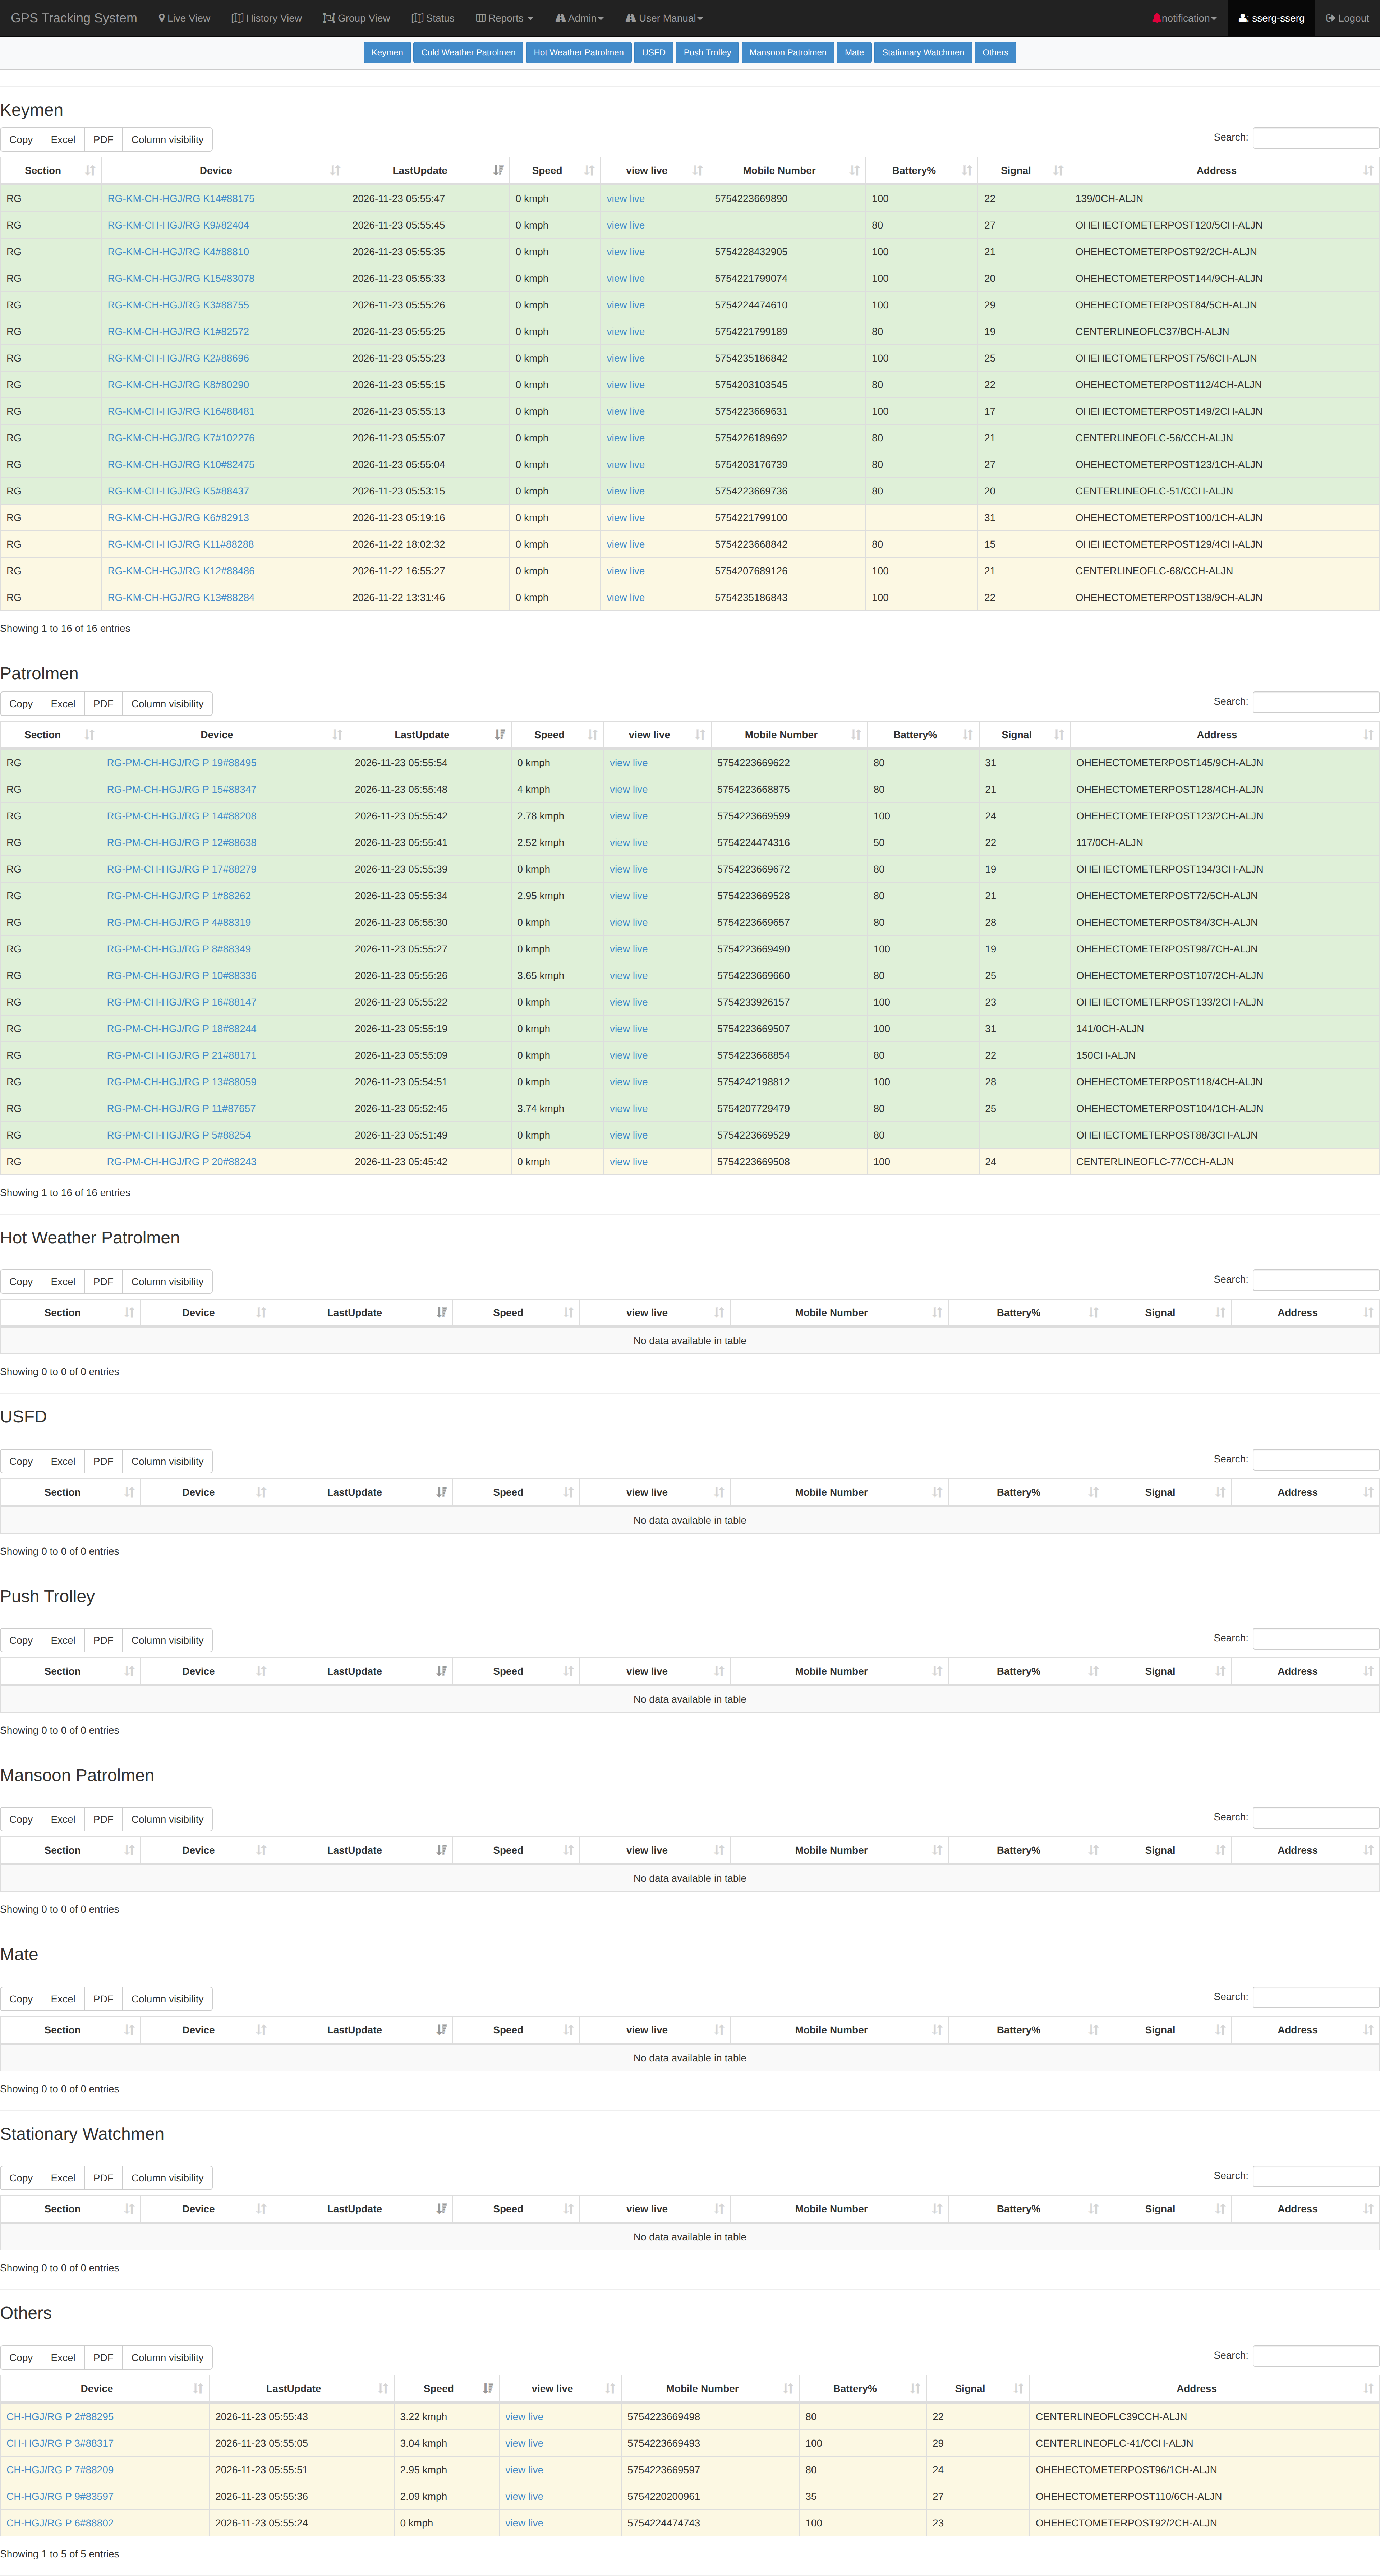 GPS Tracking System Live View History View Group View Status Reports Admin User Manual notification : sserg-sserg Logout
Keymen Cold Weather Patrolmen Hot Weather Patrolmen USFD Push Trolley Mansoon Patrolmen Mate Stationary Watchmen Others
Keymen
Copy Excel PDF Column visibility Search:
Section Device LastUpdate Speed view live Mobile Number Battery% Signal Address
RG RG-KM-CH-HGJ/RG K14#88175 2026-11-23 05:55:47 0 kmph view live 5754223669890 100 22 139/0CH-ALJN
RG RG-KM-CH-HGJ/RG K9#82404 2026-11-23 05:55:45 0 kmph view live 80 27 OHEHECTOMETERPOST120/5CH-ALJN
RG RG-KM-CH-HGJ/RG K4#88810 2026-11-23 05:55:35 0 kmph view live 5754228432905 100 21 OHEHECTOMETERPOST92/2CH-ALJN
RG RG-KM-CH-HGJ/RG K15#83078 2026-11-23 05:55:33 0 kmph view live 5754221799074 100 20 OHEHECTOMETERPOST144/9CH-ALJN
RG RG-KM-CH-HGJ/RG K3#88755 2026-11-23 05:55:26 0 kmph view live 5754224474610 100 29 OHEHECTOMETERPOST84/5CH-ALJN
RG RG-KM-CH-HGJ/RG K1#82572 2026-11-23 05:55:25 0 kmph view live 5754221799189 80 19 CENTERLINEOFLC37/BCH-ALJN
RG RG-KM-CH-HGJ/RG K2#88696 2026-11-23 05:55:23 0 kmph view live 5754235186842 100 25 OHEHECTOMETERPOST75/6CH-ALJN
RG RG-KM-CH-HGJ/RG K8#80290 2026-11-23 05:55:15 0 kmph view live 5754203103545 80 22 OHEHECTOMETERPOST112/4CH-ALJN
RG RG-KM-CH-HGJ/RG K16#88481 2026-11-23 05:55:13 0 kmph view live 5754223669631 100 17 OHEHECTOMETERPOST149/2CH-ALJN
RG RG-KM-CH-HGJ/RG K7#102276 2026-11-23 05:55:07 0 kmph view live 5754226189692 80 21 CENTERLINEOFLC-56/CCH-ALJN
RG RG-KM-CH-HGJ/RG K10#82475 2026-11-23 05:55:04 0 kmph view live 5754203176739 80 27 OHEHECTOMETERPOST123/1CH-ALJN
RG RG-KM-CH-HGJ/RG K5#88437 2026-11-23 05:53:15 0 kmph view live 5754223669736 80 20 CENTERLINEOFLC-51/CCH-ALJN
RG RG-KM-CH-HGJ/RG K6#82913 2026-11-23 05:19:16 0 kmph view live 5754221799100 31 OHEHECTOMETERPOST100/1CH-ALJN
RG RG-KM-CH-HGJ/RG K11#88288 2026-11-22 18:02:32 0 kmph view live 5754223668842 80 15 OHEHECTOMETERPOST129/4CH-ALJN
RG RG-KM-CH-HGJ/RG K12#88486 2026-11-22 16:55:27 0 kmph view live 5754207689126 100 21 CENTERLINEOFLC-68/CCH-ALJN
RG RG-KM-CH-HGJ/RG K13#88284 2026-11-22 13:31:46 0 kmph view live 5754235186843 100 22 OHEHECTOMETERPOST138/9CH-ALJN
Showing 1 to 16 of 16 entries
Patrolmen
Copy Excel PDF Column visibility Search:
Section Device LastUpdate Speed view live Mobile Number Battery% Signal Address
RG RG-PM-CH-HGJ/RG P 19#88495 2026-11-23 05:55:54 0 kmph view live 5754223669622 80 31 OHEHECTOMETERPOST145/9CH-ALJN
RG RG-PM-CH-HGJ/RG P 15#88347 2026-11-23 05:55:48 4 kmph view live 5754223668875 80 21 OHEHECTOMETERPOST128/4CH-ALJN
RG RG-PM-CH-HGJ/RG P 14#88208 2026-11-23 05:55:42 2.78 kmph view live 5754223669599 100 24 OHEHECTOMETERPOST123/2CH-ALJN
RG RG-PM-CH-HGJ/RG P 12#88638 2026-11-23 05:55:41 2.52 kmph view live 5754224474316 50 22 117/0CH-ALJN
RG RG-PM-CH-HGJ/RG P 17#88279 2026-11-23 05:55:39 0 kmph view live 5754223669672 80 19 OHEHECTOMETERPOST134/3CH-ALJN
RG RG-PM-CH-HGJ/RG P 1#88262 2026-11-23 05:55:34 2.95 kmph view live 5754223669528 80 21 OHEHECTOMETERPOST72/5CH-ALJN
RG RG-PM-CH-HGJ/RG P 4#88319 2026-11-23 05:55:30 0 kmph view live 5754223669657 80 28 OHEHECTOMETERPOST84/3CH-ALJN
RG RG-PM-CH-HGJ/RG P 8#88349 2026-11-23 05:55:27 0 kmph view live 5754223669490 100 19 OHEHECTOMETERPOST98/7CH-ALJN
RG RG-PM-CH-HGJ/RG P 10#88336 2026-11-23 05:55:26 3.65 kmph view live 5754223669660 80 25 OHEHECTOMETERPOST107/2CH-ALJN
RG RG-PM-CH-HGJ/RG P 16#88147 2026-11-23 05:55:22 0 kmph view live 5754233926157 100 23 OHEHECTOMETERPOST133/2CH-ALJN
RG RG-PM-CH-HGJ/RG P 18#88244 2026-11-23 05:55:19 0 kmph view live 5754223669507 100 31 141/0CH-ALJN
RG RG-PM-CH-HGJ/RG P 21#88171 2026-11-23 05:55:09 0 kmph view live 5754223668854 80 22 150CH-ALJN
RG RG-PM-CH-HGJ/RG P 13#88059 2026-11-23 05:54:51 0 kmph view live 5754242198812 100 28 OHEHECTOMETERPOST118/4CH-ALJN
RG RG-PM-CH-HGJ/RG P 11#87657 2026-11-23 05:52:45 3.74 kmph view live 5754207729479 80 25 OHEHECTOMETERPOST104/1CH-ALJN
RG RG-PM-CH-HGJ/RG P 5#88254 2026-11-23 05:51:49 0 kmph view live 5754223669529 80 OHEHECTOMETERPOST88/3CH-ALJN
RG RG-PM-CH-HGJ/RG P 20#88243 2026-11-23 05:45:42 0 kmph view live 5754223669508 100 24 CENTERLINEOFLC-77/CCH-ALJN
Showing 1 to 16 of 16 entries
Hot Weather Patrolmen
Copy Excel PDF Column visibility Search:
Section Device LastUpdate Speed view live Mobile Number Battery% Signal Address
No data available in table
Showing 0 to 0 of 0 entries
USFD
Copy Excel PDF Column visibility Search:
Section Device LastUpdate Speed view live Mobile Number Battery% Signal Address
No data available in table
Showing 0 to 0 of 0 entries
Push Trolley
Copy Excel PDF Column visibility Search:
Section Device LastUpdate Speed view live Mobile Number Battery% Signal Address
No data available in table
Showing 0 to 0 of 0 entries
Mansoon Patrolmen
Copy Excel PDF Column visibility Search:
Section Device LastUpdate Speed view live Mobile Number Battery% Signal Address
No data available in table
Showing 0 to 0 of 0 entries
Mate
Copy Excel PDF Column visibility Search:
Section Device LastUpdate Speed view live Mobile Number Battery% Signal Address
No data available in table
Showing 0 to 0 of 0 entries
Stationary Watchmen
Copy Excel PDF Column visibility Search:
Section Device LastUpdate Speed view live Mobile Number Battery% Signal Address
No data available in table
Showing 0 to 0 of 0 entries
Others
Copy Excel PDF Column visibility Search:
Device LastUpdate Speed view live Mobile Number Battery% Signal Address
CH-HGJ/RG P 2#88295 2026-11-23 05:55:43 3.22 kmph view live 5754223669498 80 22 CENTERLINEOFLC39CCH-ALJN
CH-HGJ/RG P 3#88317 2026-11-23 05:55:05 3.04 kmph view live 5754223669493 100 29 CENTERLINEOFLC-41/CCH-ALJN
CH-HGJ/RG P 7#88209 2026-11-23 05:55:51 2.95 kmph view live 5754223669597 80 24 OHEHECTOMETERPOST96/1CH-ALJN
CH-HGJ/RG P 9#83597 2026-11-23 05:55:36 2.09 kmph view live 5754220200961 35 27 OHEHECTOMETERPOST110/6CH-ALJN
CH-HGJ/RG P 6#88802 2026-11-23 05:55:24 0 kmph view live 5754224474743 100 23 OHEHECTOMETERPOST92/2CH-ALJN
Showing 1 to 5 of 5 entries